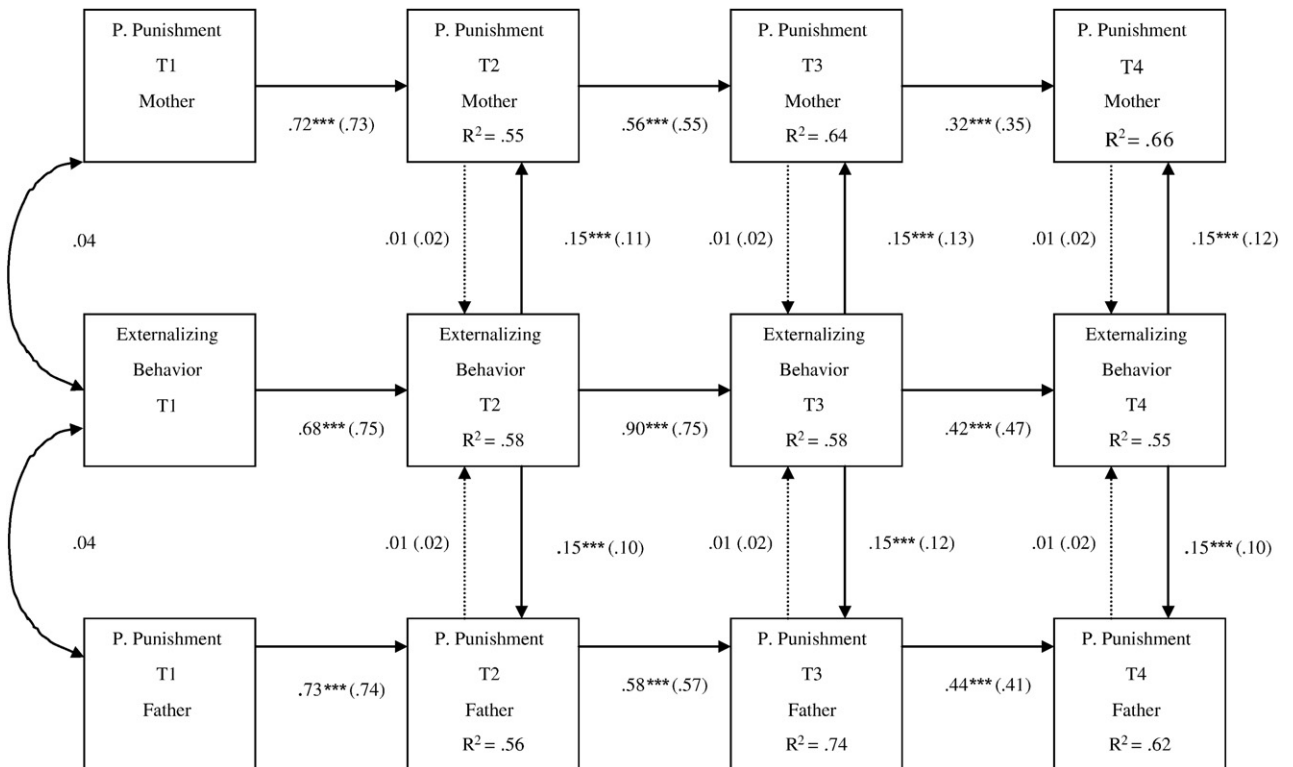 P. Punishment
T1
Mother
P. Punishment
T2
Mother
R² = .55
P. Punishment
T3
Mother
R² = .64
P. Punishment
T4
Mother
R² = .66
.72*** (.73)
.56*** (.55)
.32*** (.35)
.04
.01 (.02)
.15*** (.11)
.01 (.02)
.15*** (.13)
.01 (.02)
.15*** (.12)
Externalizing
Behavior
T1
Externalizing
Behavior
T2
R² = .58
Externalizing
Behavior
T3
R² = .58
Externalizing
Behavior
T4
R² = .55
.68*** (.75)
.90*** (.75)
.42*** (.47)
.04
.01 (.02)
.15*** (.10)
.01 (.02)
.15*** (.12)
.01 (.02)
.15*** (.10)
P. Punishment
T1
Father
P. Punishment
T2
Father
R² = .56
P. Punishment
T3
Father
R² = .74
P. Punishment
T4
Father
R² = .62
.73*** (.74)
.58*** (.57)
.44*** (.41)